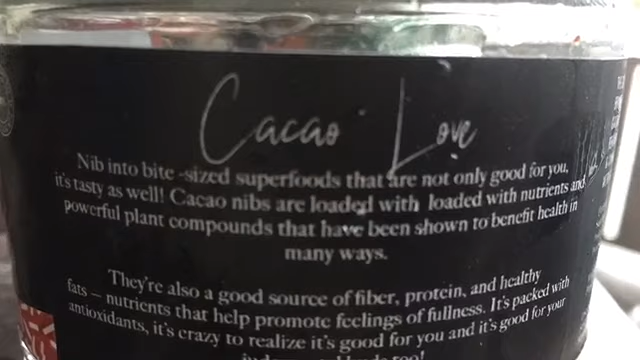 Cacao Love
Nib into bite -sized superfoods that are not only good for you,
it's tasty as well! Cacao nibs are loaded with loaded with nutrients and
powerful plant compounds that have been shown to benefit health in
many ways.
They're also a good source of fiber, protein, and healthy
fats – nutrients that help promote feelings of fullness. It's packed with
antioxidants, it's crazy to realize it's good for you and it's good for your
too!